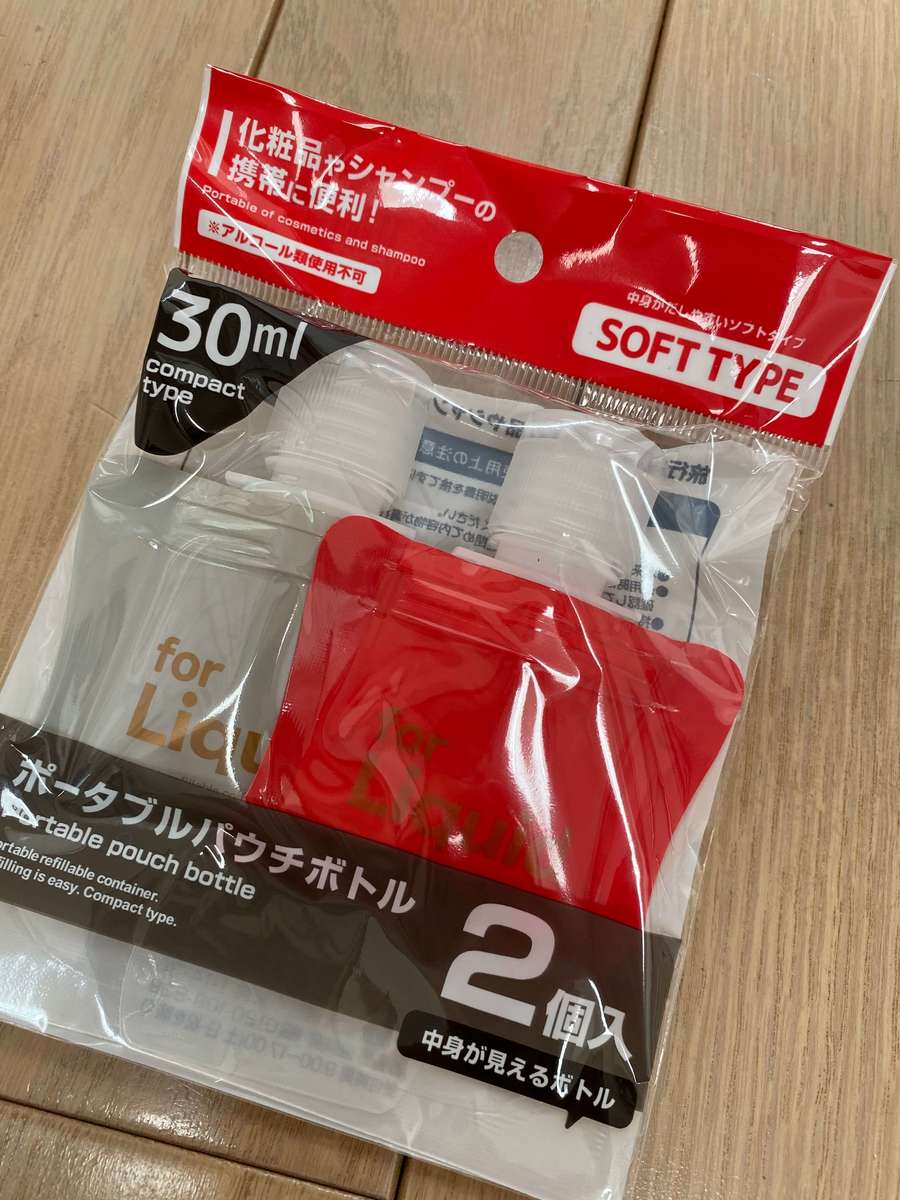 化粧品やシャンプーの
携帯に便利!
Portable of cosmetics and shampoo
※アルコール類使用不可
中身がだしやすいソフトタイプ
SOFT TYPE
30ml
compact
type
for
Liqu
for
Liquid
ポータブルパウチボトル
Portable pouch bottle
ortable refillable container.
filling is easy. Compact type.
2個入
中身が見えるボトル